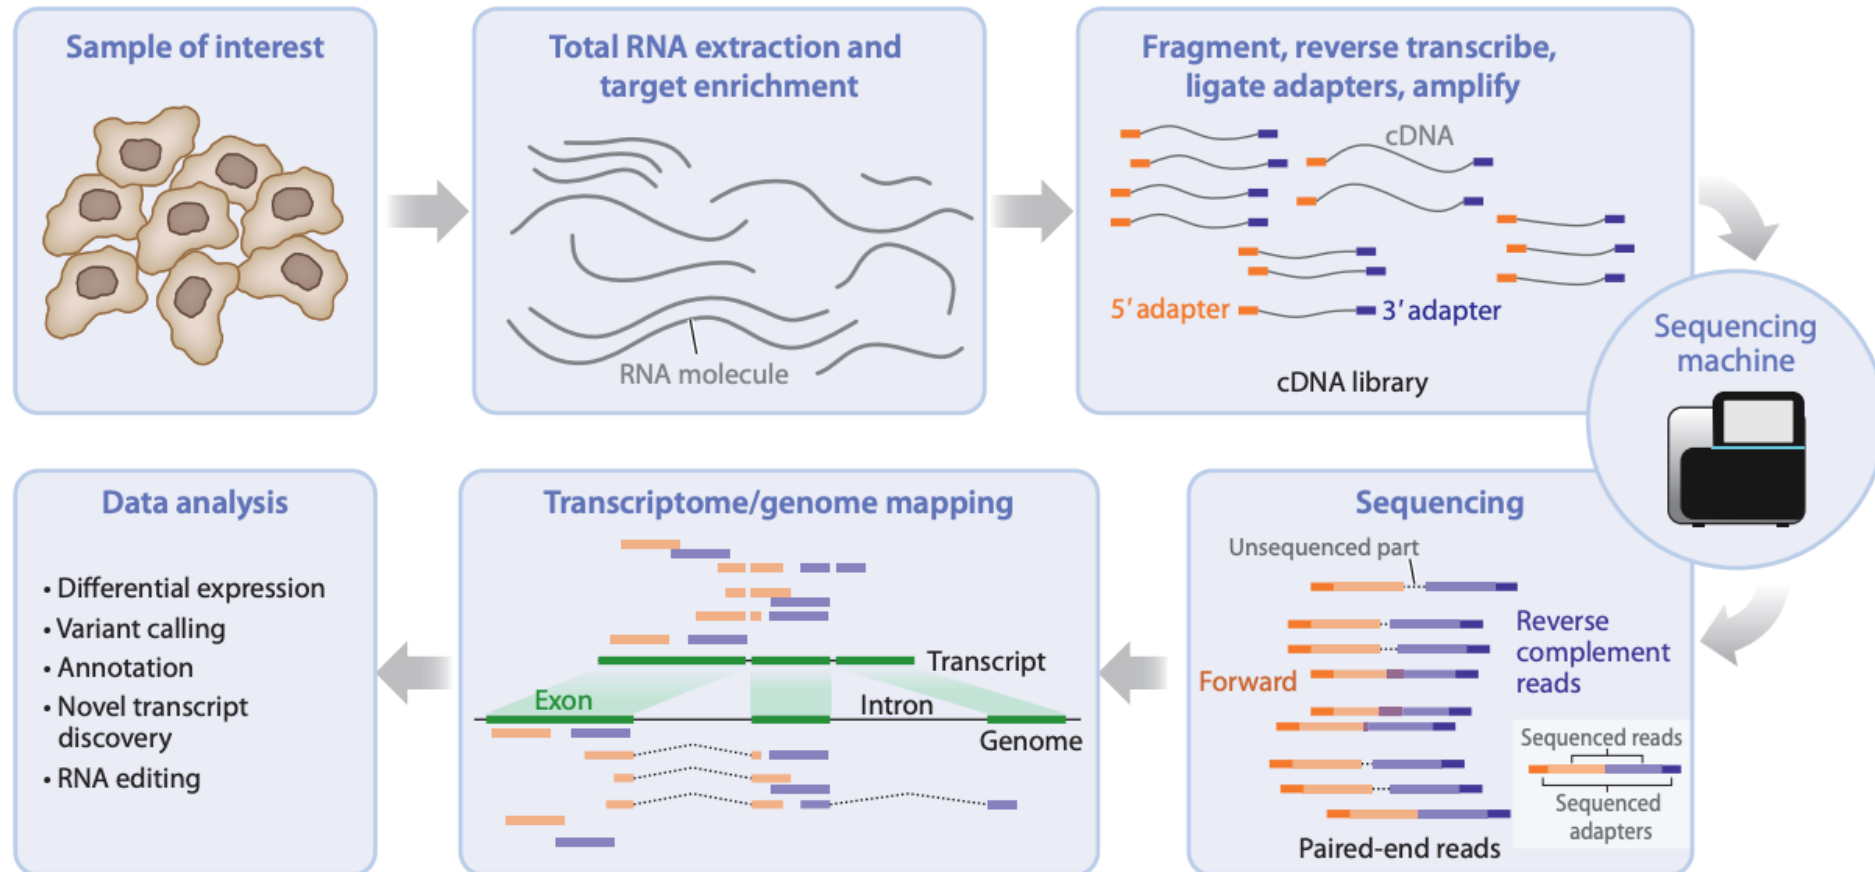 Sample of interest
Total RNA extraction and
target enrichment
RNA molecule
Fragment, reverse transcribe,
ligate adapters, amplify
cDNA
5′ adapter
3′ adapter
cDNA library
Sequencing
machine
Sequencing
Unsequenced part
Reverse
complement
reads
Forward
Sequenced reads
Sequenced
adapters
Paired-end reads
Transcriptome/genome mapping
Transcript
Exon
Intron
Genome
Data analysis
• Differential expression
• Variant calling
• Annotation
• Novel transcript
discovery
• RNA editing